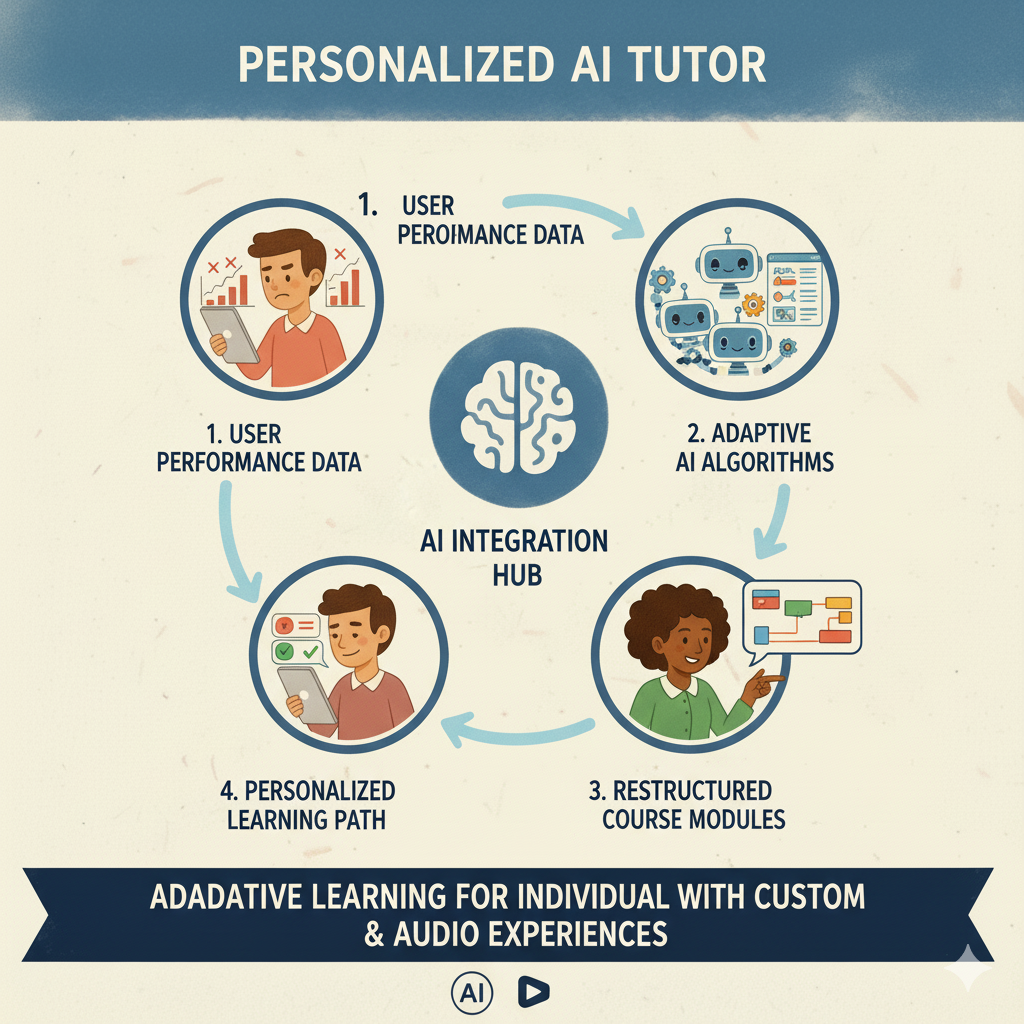 PERSONALIZED AI TUTOR
1. USER
PEROIMANCE DATA
1. USER
PERFORMANCE DATA
2. ADAPTIVE
AI ALGORITHMS
AI INTEGRATION
HUB
4. PERSONALIZED
LEARNING PATH
3. RESTRUCTURED
COURSE MODULES
ADADATIVE LEARNING FOR INDIVIDUAL WITH CUSTOM
& AUDIO EXPERIENCES
AI